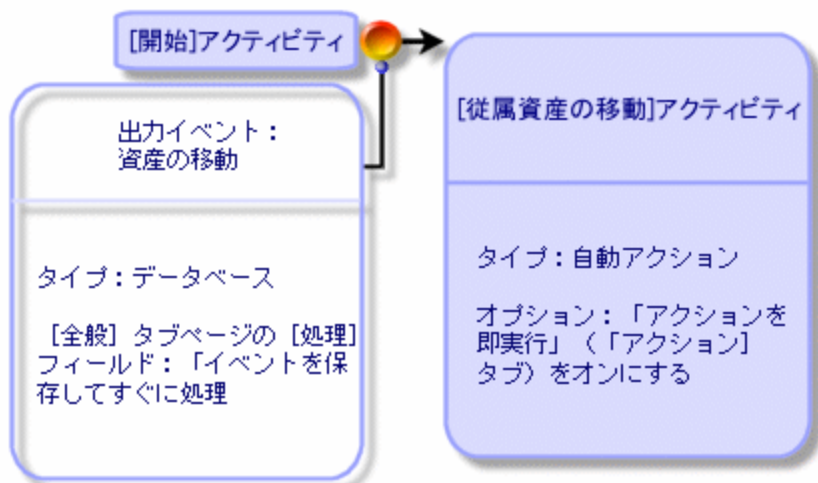 [開始]アクティビティ
出力イベント：
資産の移動
タイプ：データベース
［全般］タブページの［処理］
フィールド：「イベントを保
存してすぐに処理
[従属資産の移動]アクティビティ
タイプ：自動アクション
オプション：「アクションを
即実行」（「アクション］
タブ）をオンにする